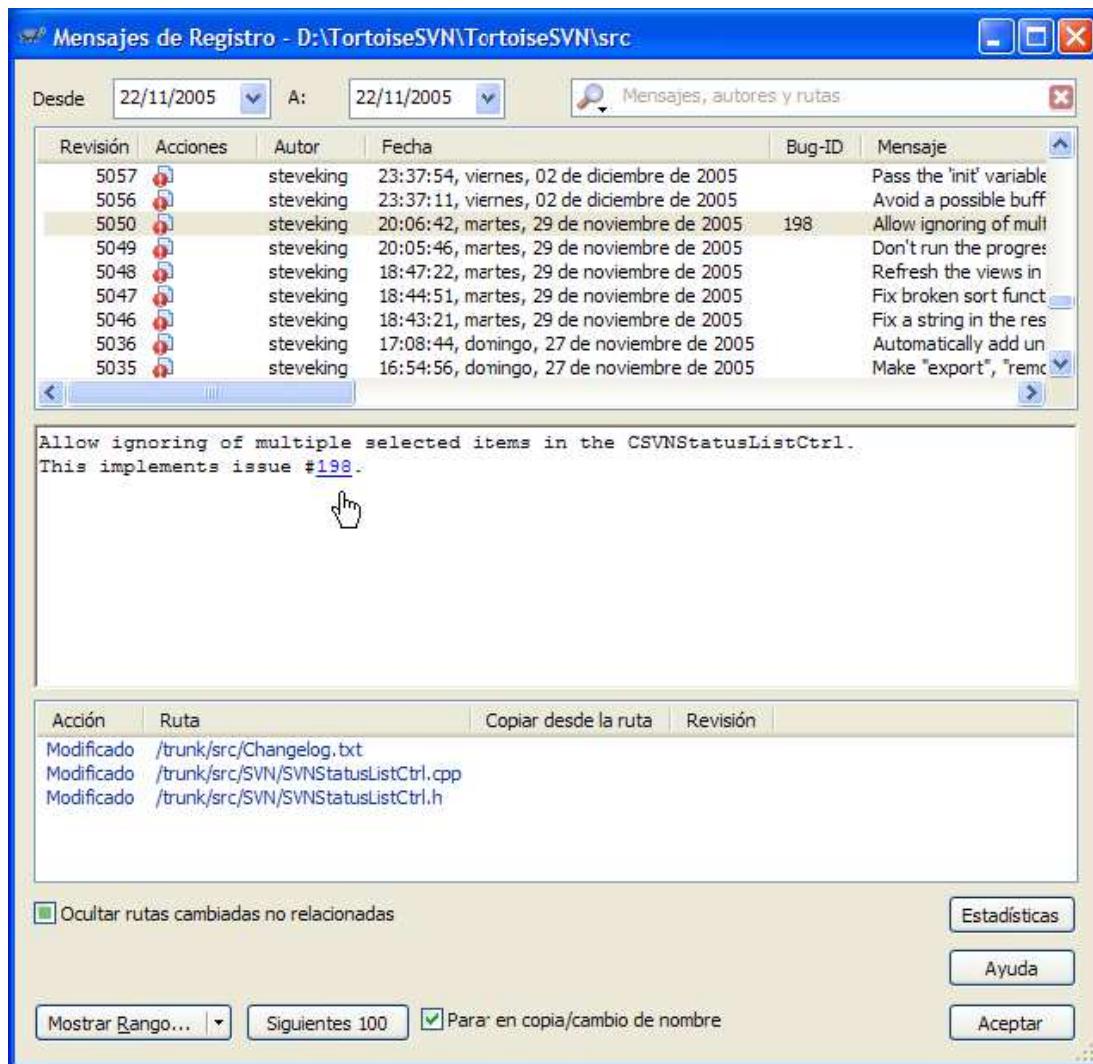 Mensajes de Registro - D:\TortoiseSVN\TortoiseSVN\src
Desde 22/11/2005 A: 22/11/2005 Mensajes, autores y rutas
Revisión Acciones Autor Fecha Bug-ID Mensaje
5057 steveking 23:37:54, viernes, 02 de diciembre de 2005 Pass the 'init' variable
5056 steveking 23:37:11, viernes, 02 de diciembre de 2005 Avoid a possible buff
5050 steveking 20:06:42, martes, 29 de noviembre de 2005 198 Allow ignoring of mult
5049 steveking 20:05:46, martes, 29 de noviembre de 2005 Don't run the progres
5048 steveking 18:47:22, martes, 29 de noviembre de 2005 Refresh the views in
5047 steveking 18:44:51, martes, 29 de noviembre de 2005 Fix broken sort funct
5046 steveking 18:43:21, martes, 29 de noviembre de 2005 Fix a string in the res
5036 steveking 17:08:44, domingo, 27 de noviembre de 2005 Automatically add un
5035 steveking 16:54:56, domingo, 27 de noviembre de 2005 Make "export", "remo
Allow ignoring of multiple selected items in the CSVNStatusListCtrl.
This implements issue #198.
Acción Ruta Copiar desde la ruta Revisión
Modificado /trunk/src/Changelog.txt
Modificado /trunk/src/SVN/SVNStatusListCtrl.cpp
Modificado /trunk/src/SVN/SVNStatusListCtrl.h
Ocultar rutas cambiadas no relacionadas
Estadísticas
Ayuda
Mostrar Rango... Siguientes 100 Parar en copia/cambio de nombre Aceptar